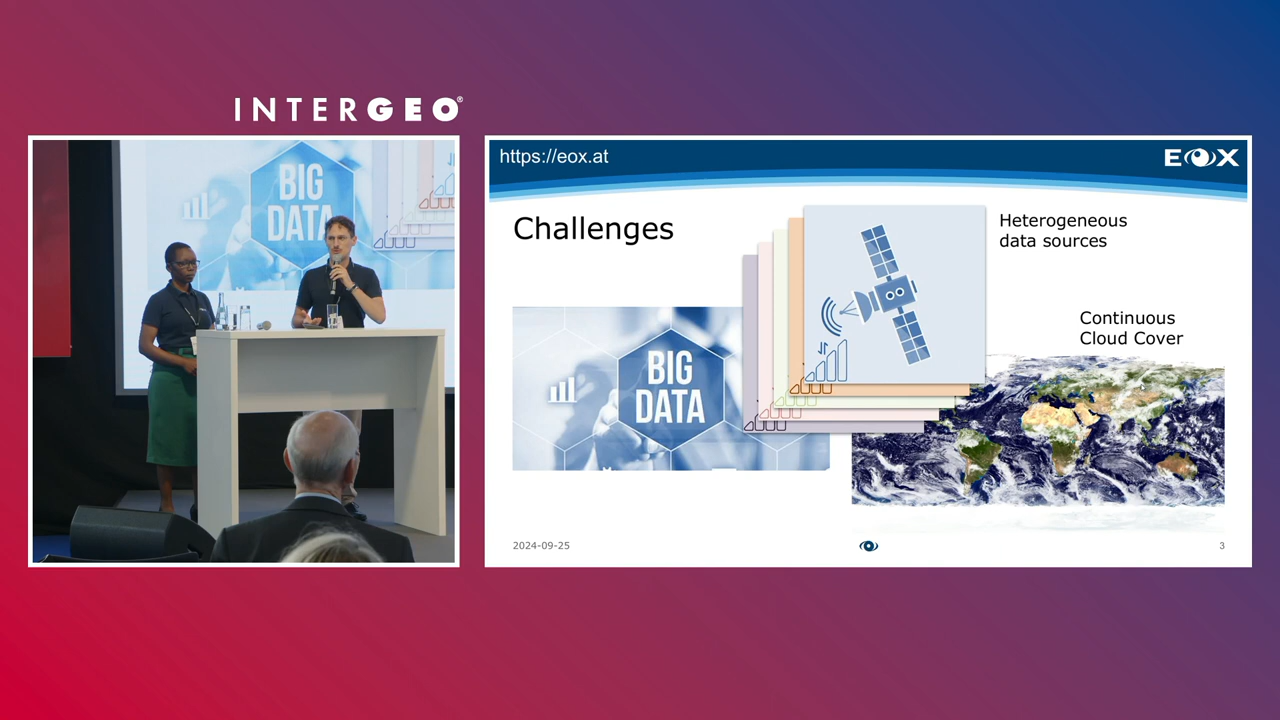 INTERGEO®
BIG
DATA
https://eox.at
EOX
Challenges
Heterogeneous
data sources
Continuous
Cloud Cover
BIG
DATA
2024-09-25
3